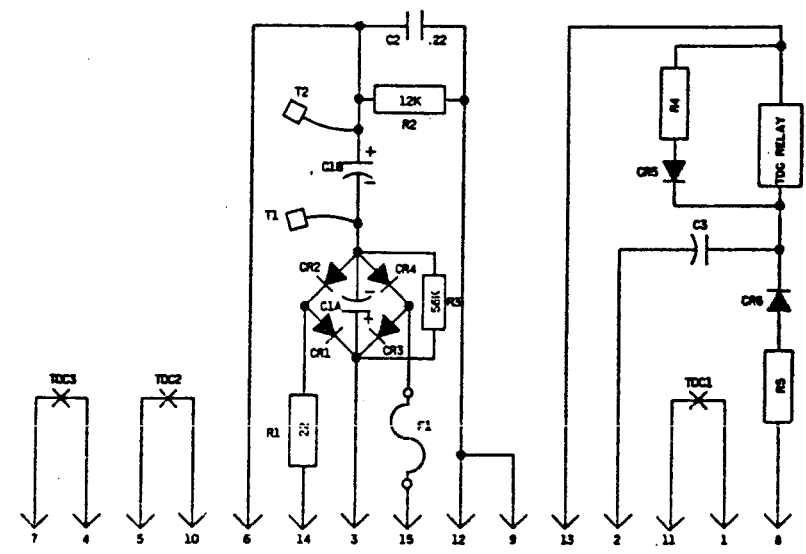 C2 .22
T2
12K
R2
R4
TDG RELAY
C1B
+
-
CR5
T1
C3
CR2 CR4
-
C1A
+
56K
R3
CR6
CR1 CR3
TDC3 TDC2 TDC1
R5
R1 22 F1
7 4 5 10 6 14 3 15 12 9 13 2 11 1 8